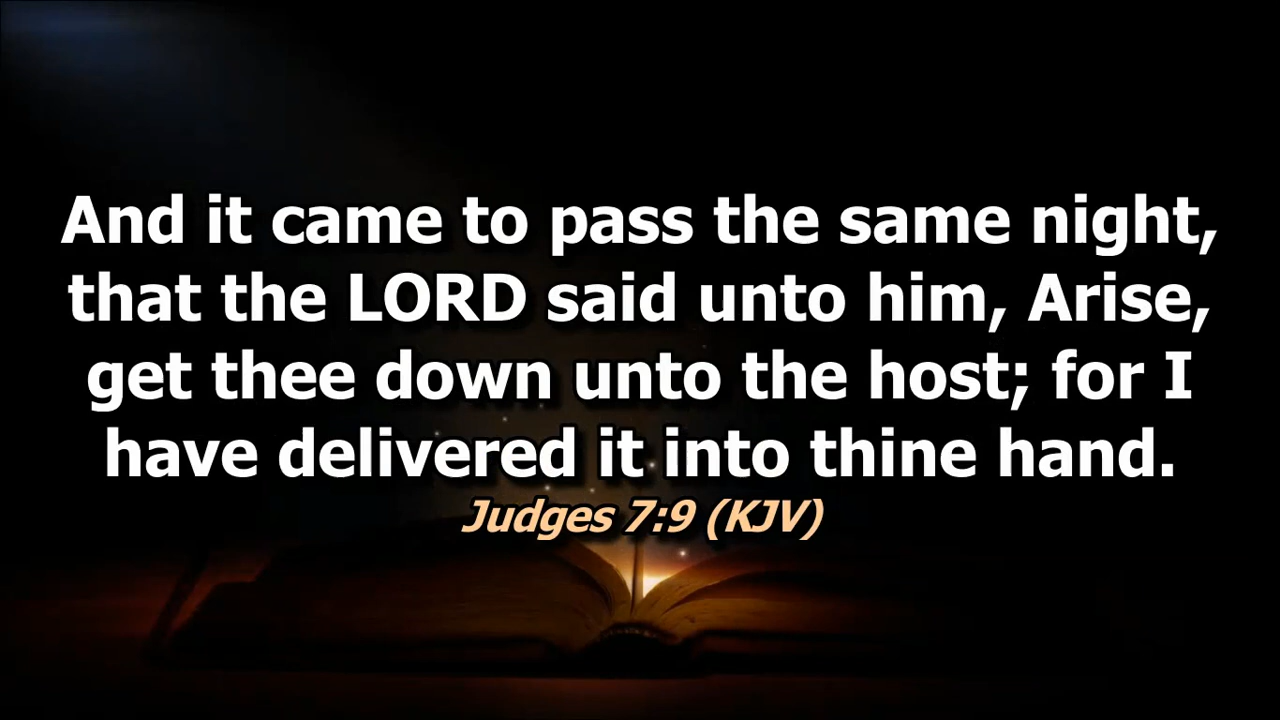 And it came to pass the same night,
that the LORD said unto him, Arise,
get thee down unto the host; for I
have delivered it into thine hand.
Judges 7:9 (KJV)